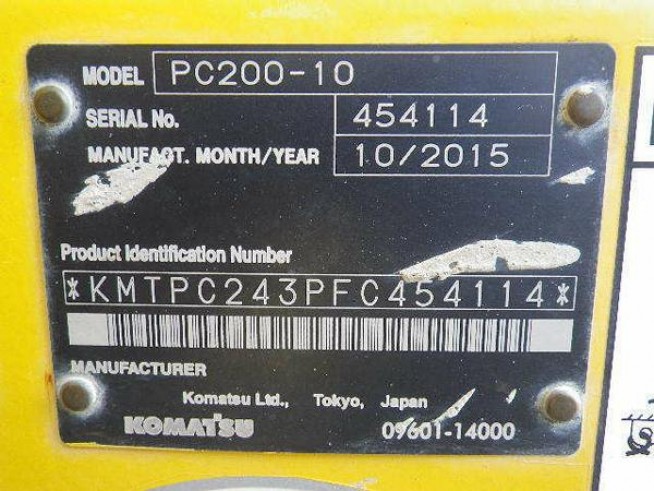 MODEL PC200-10
SERIAL No. 454114
MANUFACT. MONTH/YEAR 10/2015
Product Identification Number
*KMTPC243PFC454114*
MANUFACTURER
Komatsu Ltd., Tokyo, Japan
KOMATSU 09601-14000